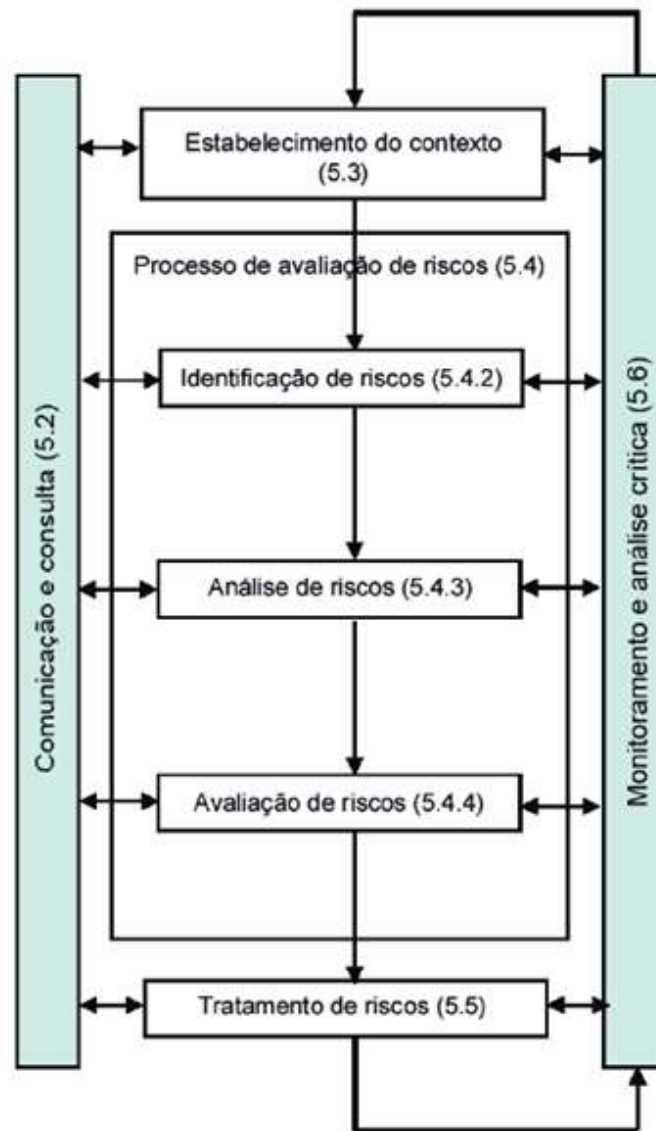 Estabelecimento do contexto
(5.3)
Processo de avaliação de riscos (5.4)
Identificação de riscos (5.4.2)
Análise de riscos (5.4.3)
Avaliação de riscos (5.4.4)
Tratamento de riscos (5.5)
Comunicação e consulta (5.2)
Monitoramento e análise crítica (5.6)